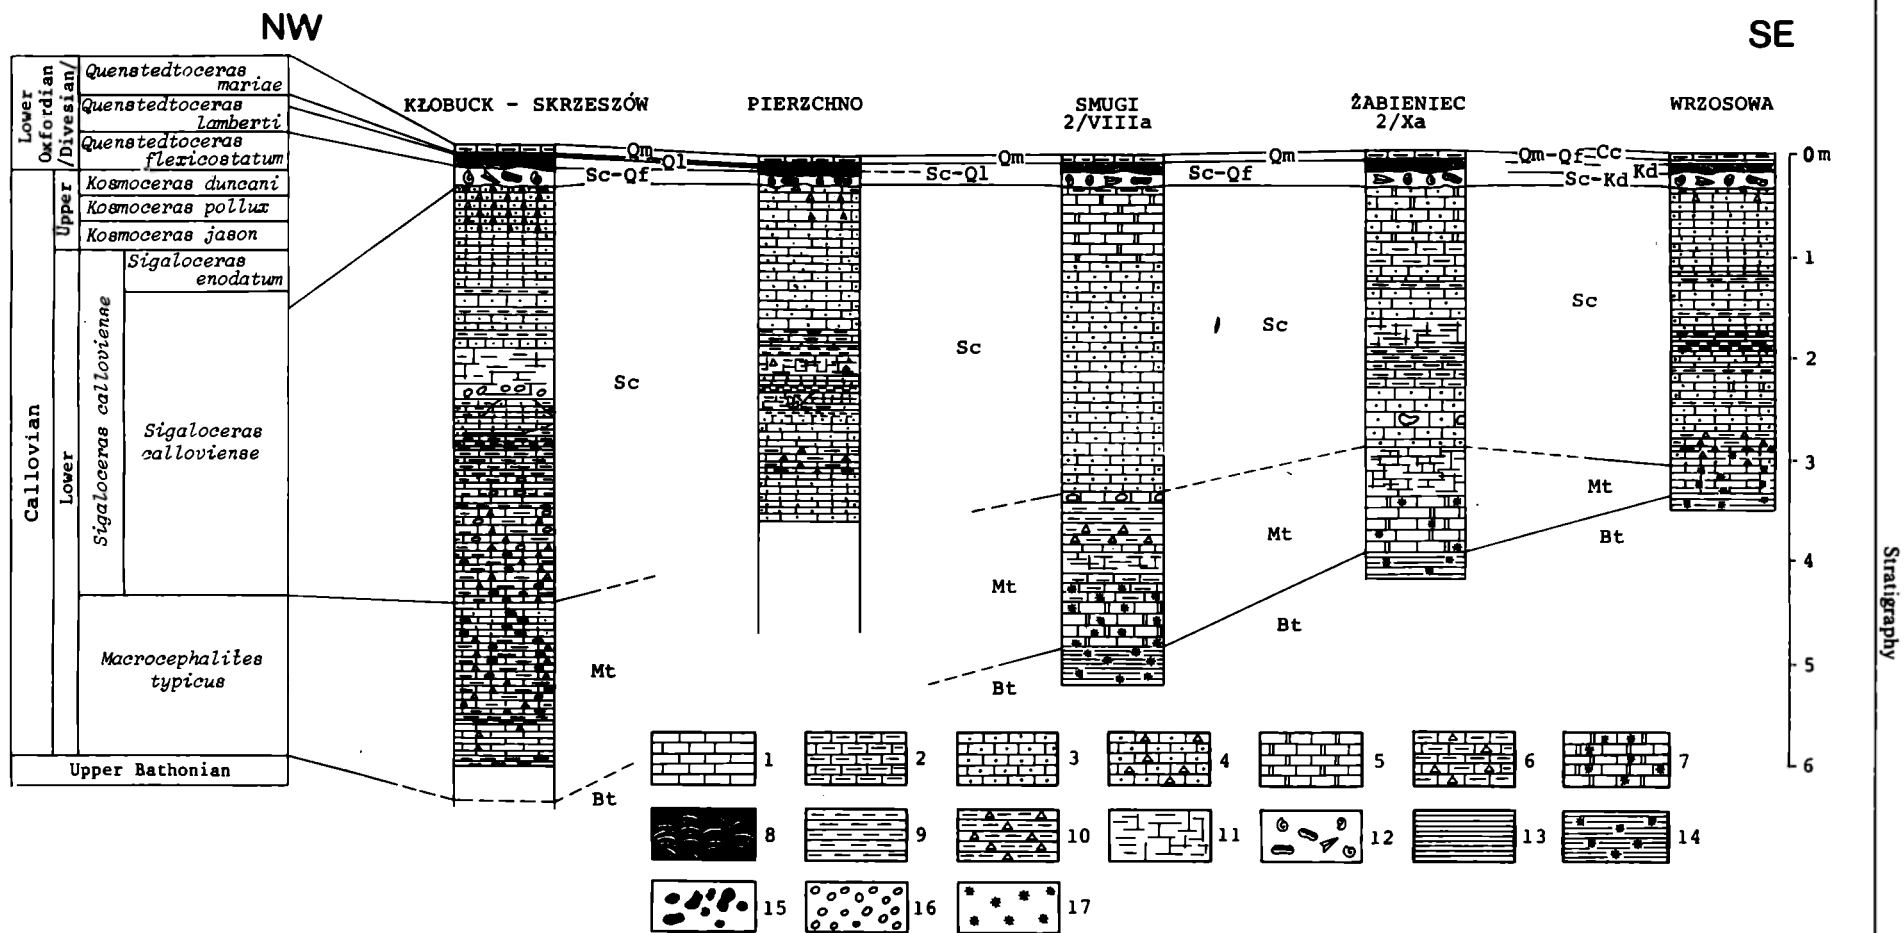 NW
SE
Lower
Oxfordian
/Divesian/
Quenstedtoceras
mariae
Quenstedtoceras
lamberti
Quenstedtoceras
flexicostatum
Callovian
Upper
Kosmoceras duncani
Kosmoceras pollux
Kosmoceras jason
Lower
Sigaloceras calloviense
Sigaloceras
enodatum
Sigaloceras
calloviense
Macrocephalites
typicus
Upper Bathonian
KŁOBUCK - SKRZESZÓW
PIERZCHNO
SMUGI
2/VIIIa
ŻABIENIEC
2/Xa
WRZOSOWA
Qm
Ql
Sc-Qf
Qm
Sc-Ql
Qm
Sc-Qf
Qm-Qf
Cc
Kd
Sc-Kd
Sc
Sc
Sc
Sc
Mt
Mt
Mt
Mt
Bt
Bt
Bt
Bt
0 m
1
2
3
4
5
6
1
2
3
4
5
6
7
8
9
10
11
12
13
14
15
16
17
Stratigraphy